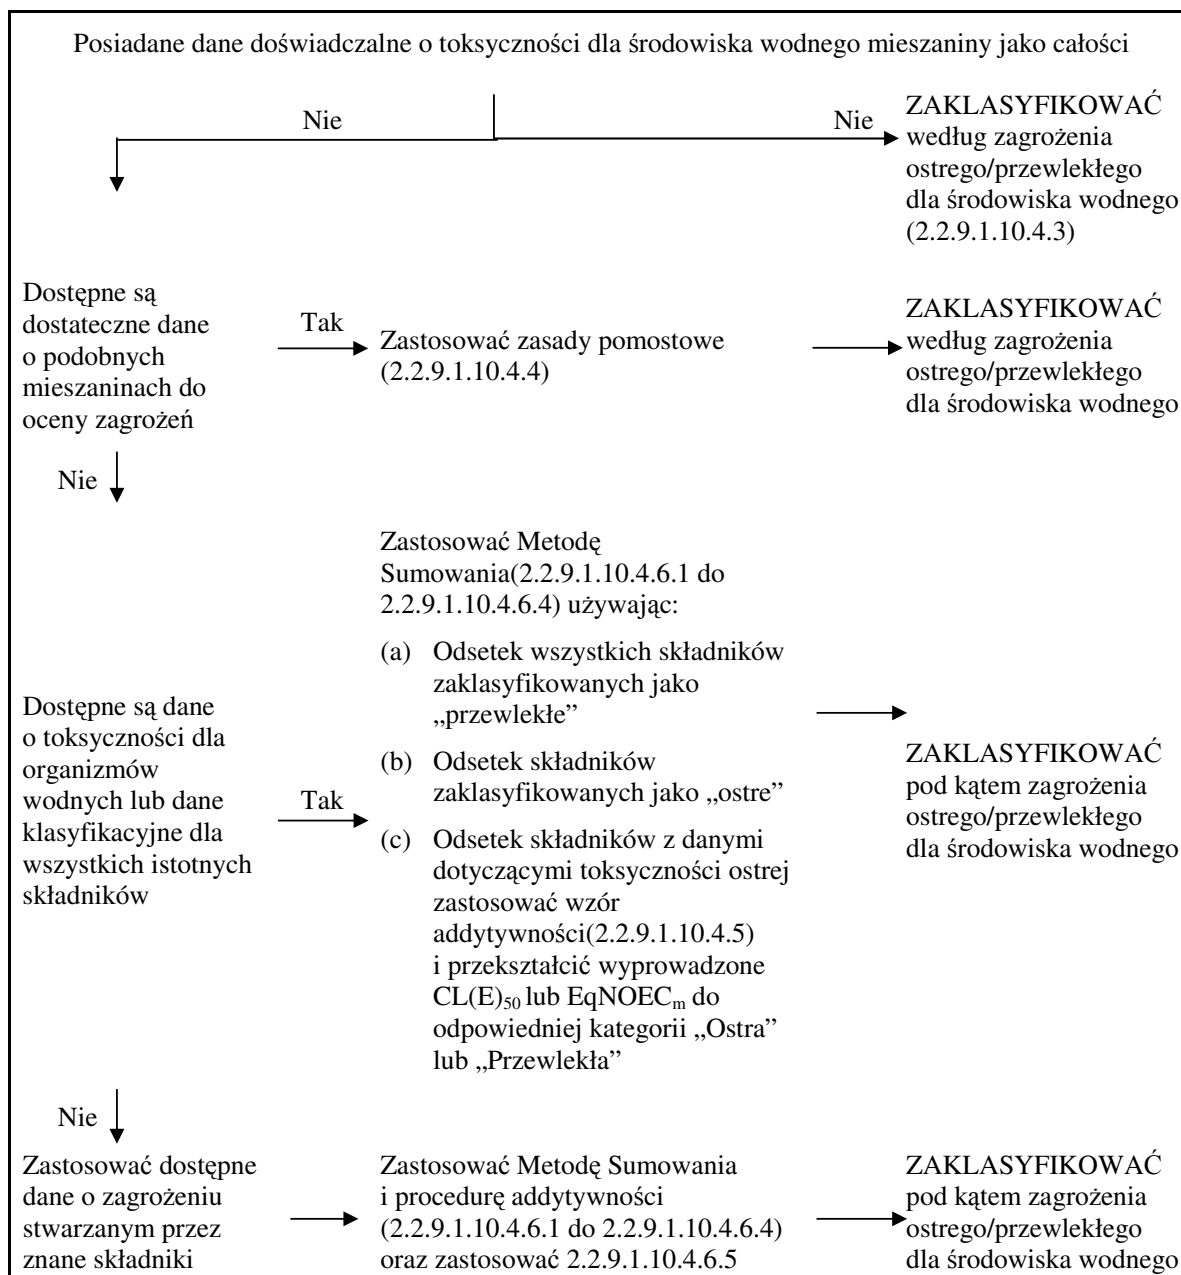 Posiadane dane doświadczalne o toksyczności dla środowiska wodnego mieszaniny jako całości
Nie
Nie
ZAKLASYFIKOWAĆ
według zagrożenia
ostrego/przewlekłego
dla środowiska wodnego
(2.2.9.1.10.4.3)
Dostępne są
dostateczne dane
o podobnych
mieszaninach do
oceny zagrożeń
Tak
Zastosować zasady pomostowe
(2.2.9.1.10.4.4)
ZAKLASYFIKOWAĆ
według zagrożenia
ostrego/przewlekłego
dla środowiska wodnego
Nie
Dostępne są dane
o toksyczności dla
organizmów
wodnych lub dane
klasyfikacyjne dla
wszystkich istotnych
składników
Tak
Zastosować Metodę
Sumowania(2.2.9.1.10.4.6.1 do
2.2.9.1.10.4.6.4) używając:
(a) Odsetek wszystkich składników
zaklasyfikowanych jako
„przewlekłe”
(b) Odsetek składników
zaklasyfikowanych jako „ostre”
(c) Odsetek składników z danymi
dotyczącymi toksyczności ostrej
zastosować wzór
addytywności(2.2.9.1.10.4.5)
i przekształcić wyprowadzone
CL(E)50 lub EqNOECm do
odpowiedniej kategorii „Ostra”
lub „Przewlekła”
ZAKLASYFIKOWAĆ
pod kątem zagrożenia
ostrego/przewlekłego
dla środowiska wodnego
Nie
Zastosować dostępne
dane o zagrożeniu
stwarzanym przez
znane składniki
Zastosować Metodę Sumowania
i procedurę addytywności
(2.2.9.1.10.4.6.1 do 2.2.9.1.10.4.6.4)
oraz zastosować 2.2.9.1.10.4.6.5
ZAKLASYFIKOWAĆ
pod kątem zagrożenia
ostrego/przewlekłego
dla środowiska wodnego